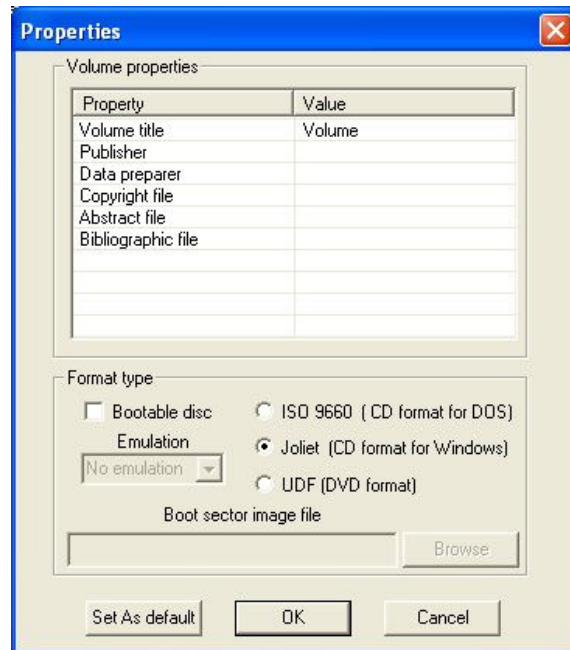 Properties
Volume properties
Property Value
Volume title Volume
Publisher
Data preparer
Copyright file
Abstract file
Bibliographic file
Format type
Bootable disc
ISO 9660 ( CD format for DOS)
Emulation
Joliet (CD format for Windows)
No emulation
UDF (DVD format)
Boot sector image file
Browse
Set As default OK Cancel